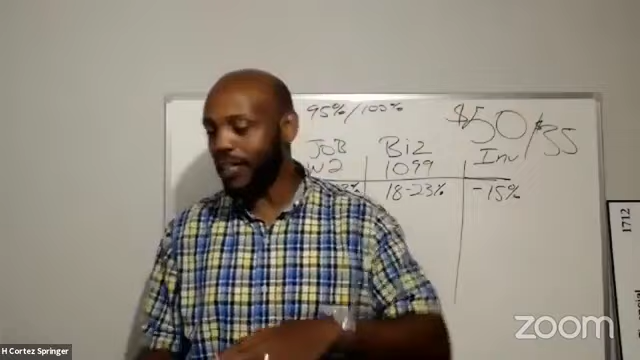 95%/100%
$50/$35
JOB Biz Inv
W2 1099
18-23% -15%
1712
zoom
H Cortez Springer